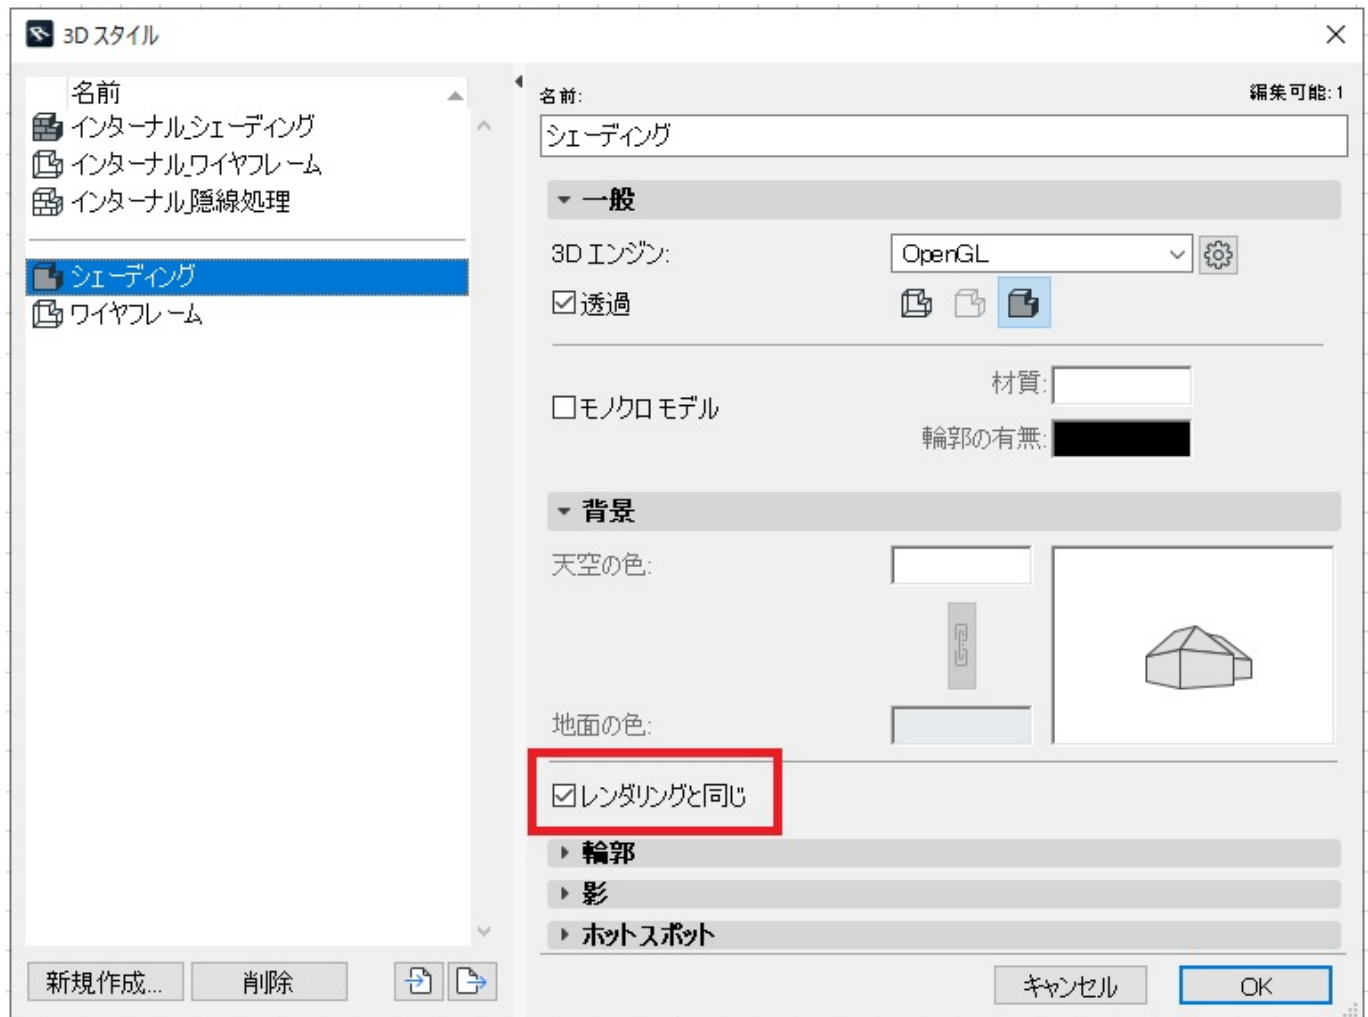 3D スタイル
名前
インターナル_シェーディング
インターナル_ワイヤフレーム
インターナル_隠線処理
シェーディング
ワイヤフレーム
新規作成...
削除
名前:
編集可能: 1
シェーディング
一般
3D エンジン:
OpenGL
透過
モノクロ モデル
材質:
輪郭の有無:
背景
天空の色:
地面の色:
レンダリングと同じ
輪郭
影
ホットスポット
キャンセル
OK